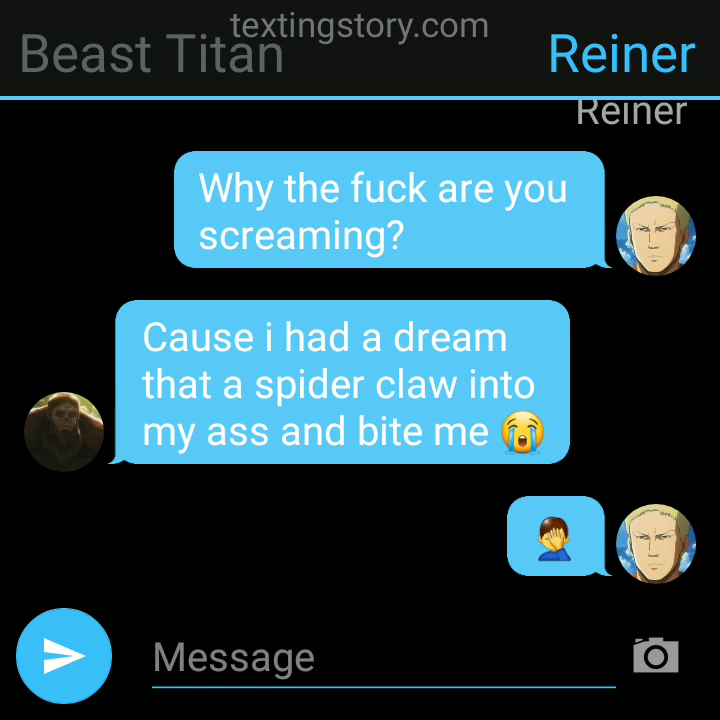 textingstory.com
Beast Titan
Reiner
Reiner
Why the fuck are you
screaming?
Cause i had a dream
that a spider claw into
my ass and bite me 😭
🤦‍♂️
Message